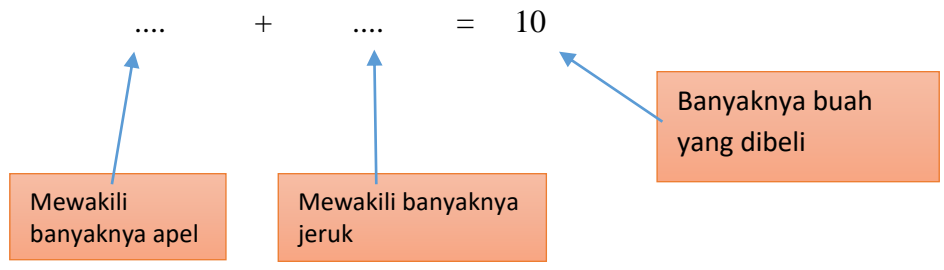 .... + .... = 10
Banyaknya buah
yang dibeli
Mewakili
banyaknya apel
Mewakili banyaknya
jeruk